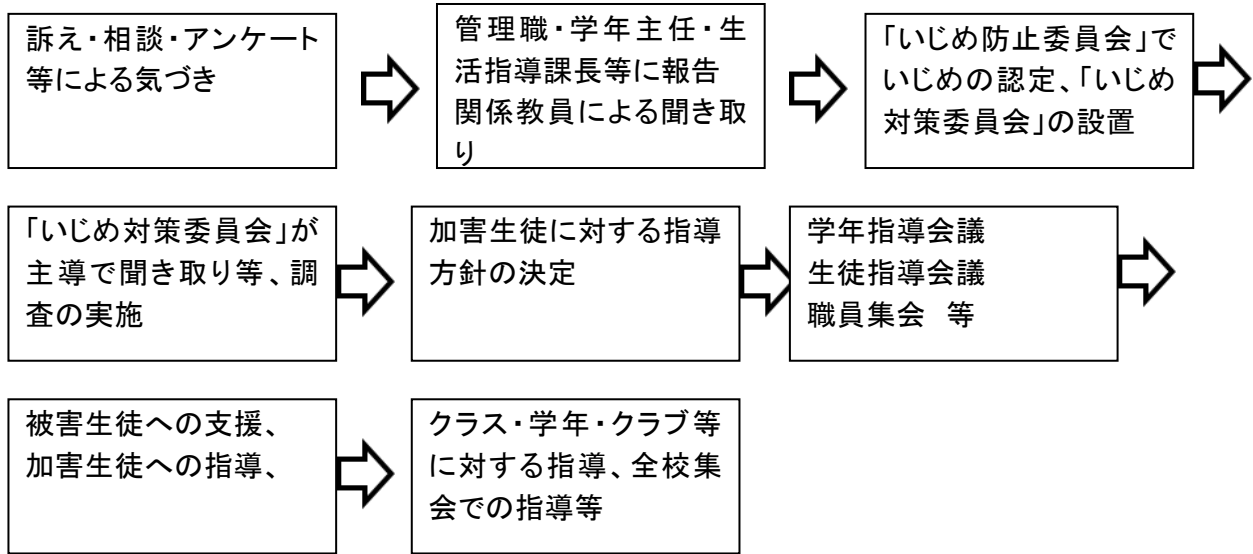 訴え・相談・アンケート
等による気づき
管理職・学年主任・生
活指導課長等に報告
関係教員による聞き取
り
「いじめ防止委員会」で
いじめの認定、「いじめ
対策委員会」の設置
「いじめ対策委員会」が
主導で聞き取り等、調
査の実施
加害生徒に対する指導
方針の決定
学年指導会議
生徒指導会議
職員集会　等
被害生徒への支援、
加害生徒への指導、
クラス・学年・クラブ等
に対する指導、全校集
会での指導等